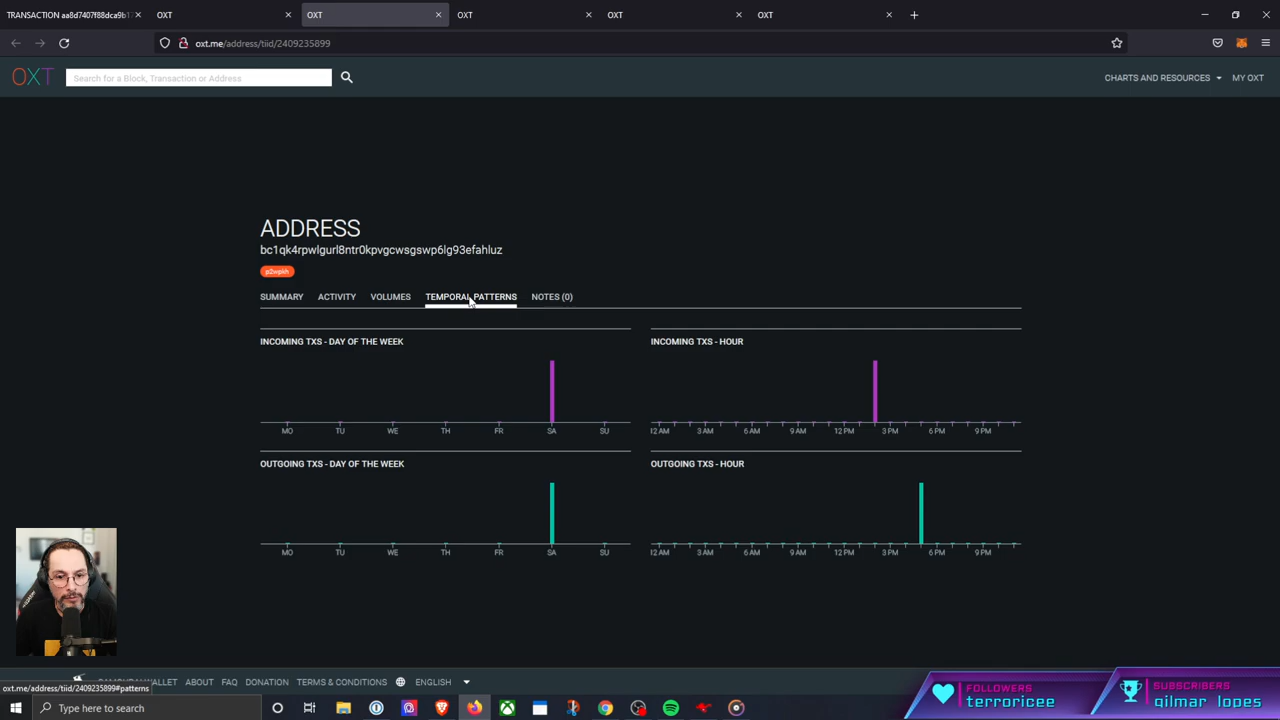 TRANSACTION aa8d7407f88dca9b17
OXT
OXT
OXT
OXT
OXT
oxt.me/address/tiid/2409235899
OXT
Search for a Block, Transaction or Address
CHARTS AND RESOURCES
MY OXT
ADDRESS
bc1qk4rpwlgurl8ntr0kpvgcwsgswp6lg93efahluz
p2wpkh
SUMMARY
ACTIVITY
VOLUMES
TEMPORAL PATTERNS
NOTES (0)
INCOMING TXS - DAY OF THE WEEK
MO TU WE TH FR SA SU
INCOMING TXS - HOUR
12 AM 3 AM 6 AM 9 AM 12 PM 3 PM 6 PM 9 PM
OUTGOING TXS - DAY OF THE WEEK
MO TU WE TH FR SA SU
OUTGOING TXS - HOUR
12 AM 3 AM 6 AM 9 AM 12 PM 3 PM 6 PM 9 PM
WALLET
ABOUT
FAQ
DONATION
TERMS & CONDITIONS
ENGLISH
oxt.me/address/tiid/2409235899#patterns
FOLLOWERS
terroricee
SUBSCRIBERS
gilmar lopes
Type here to search